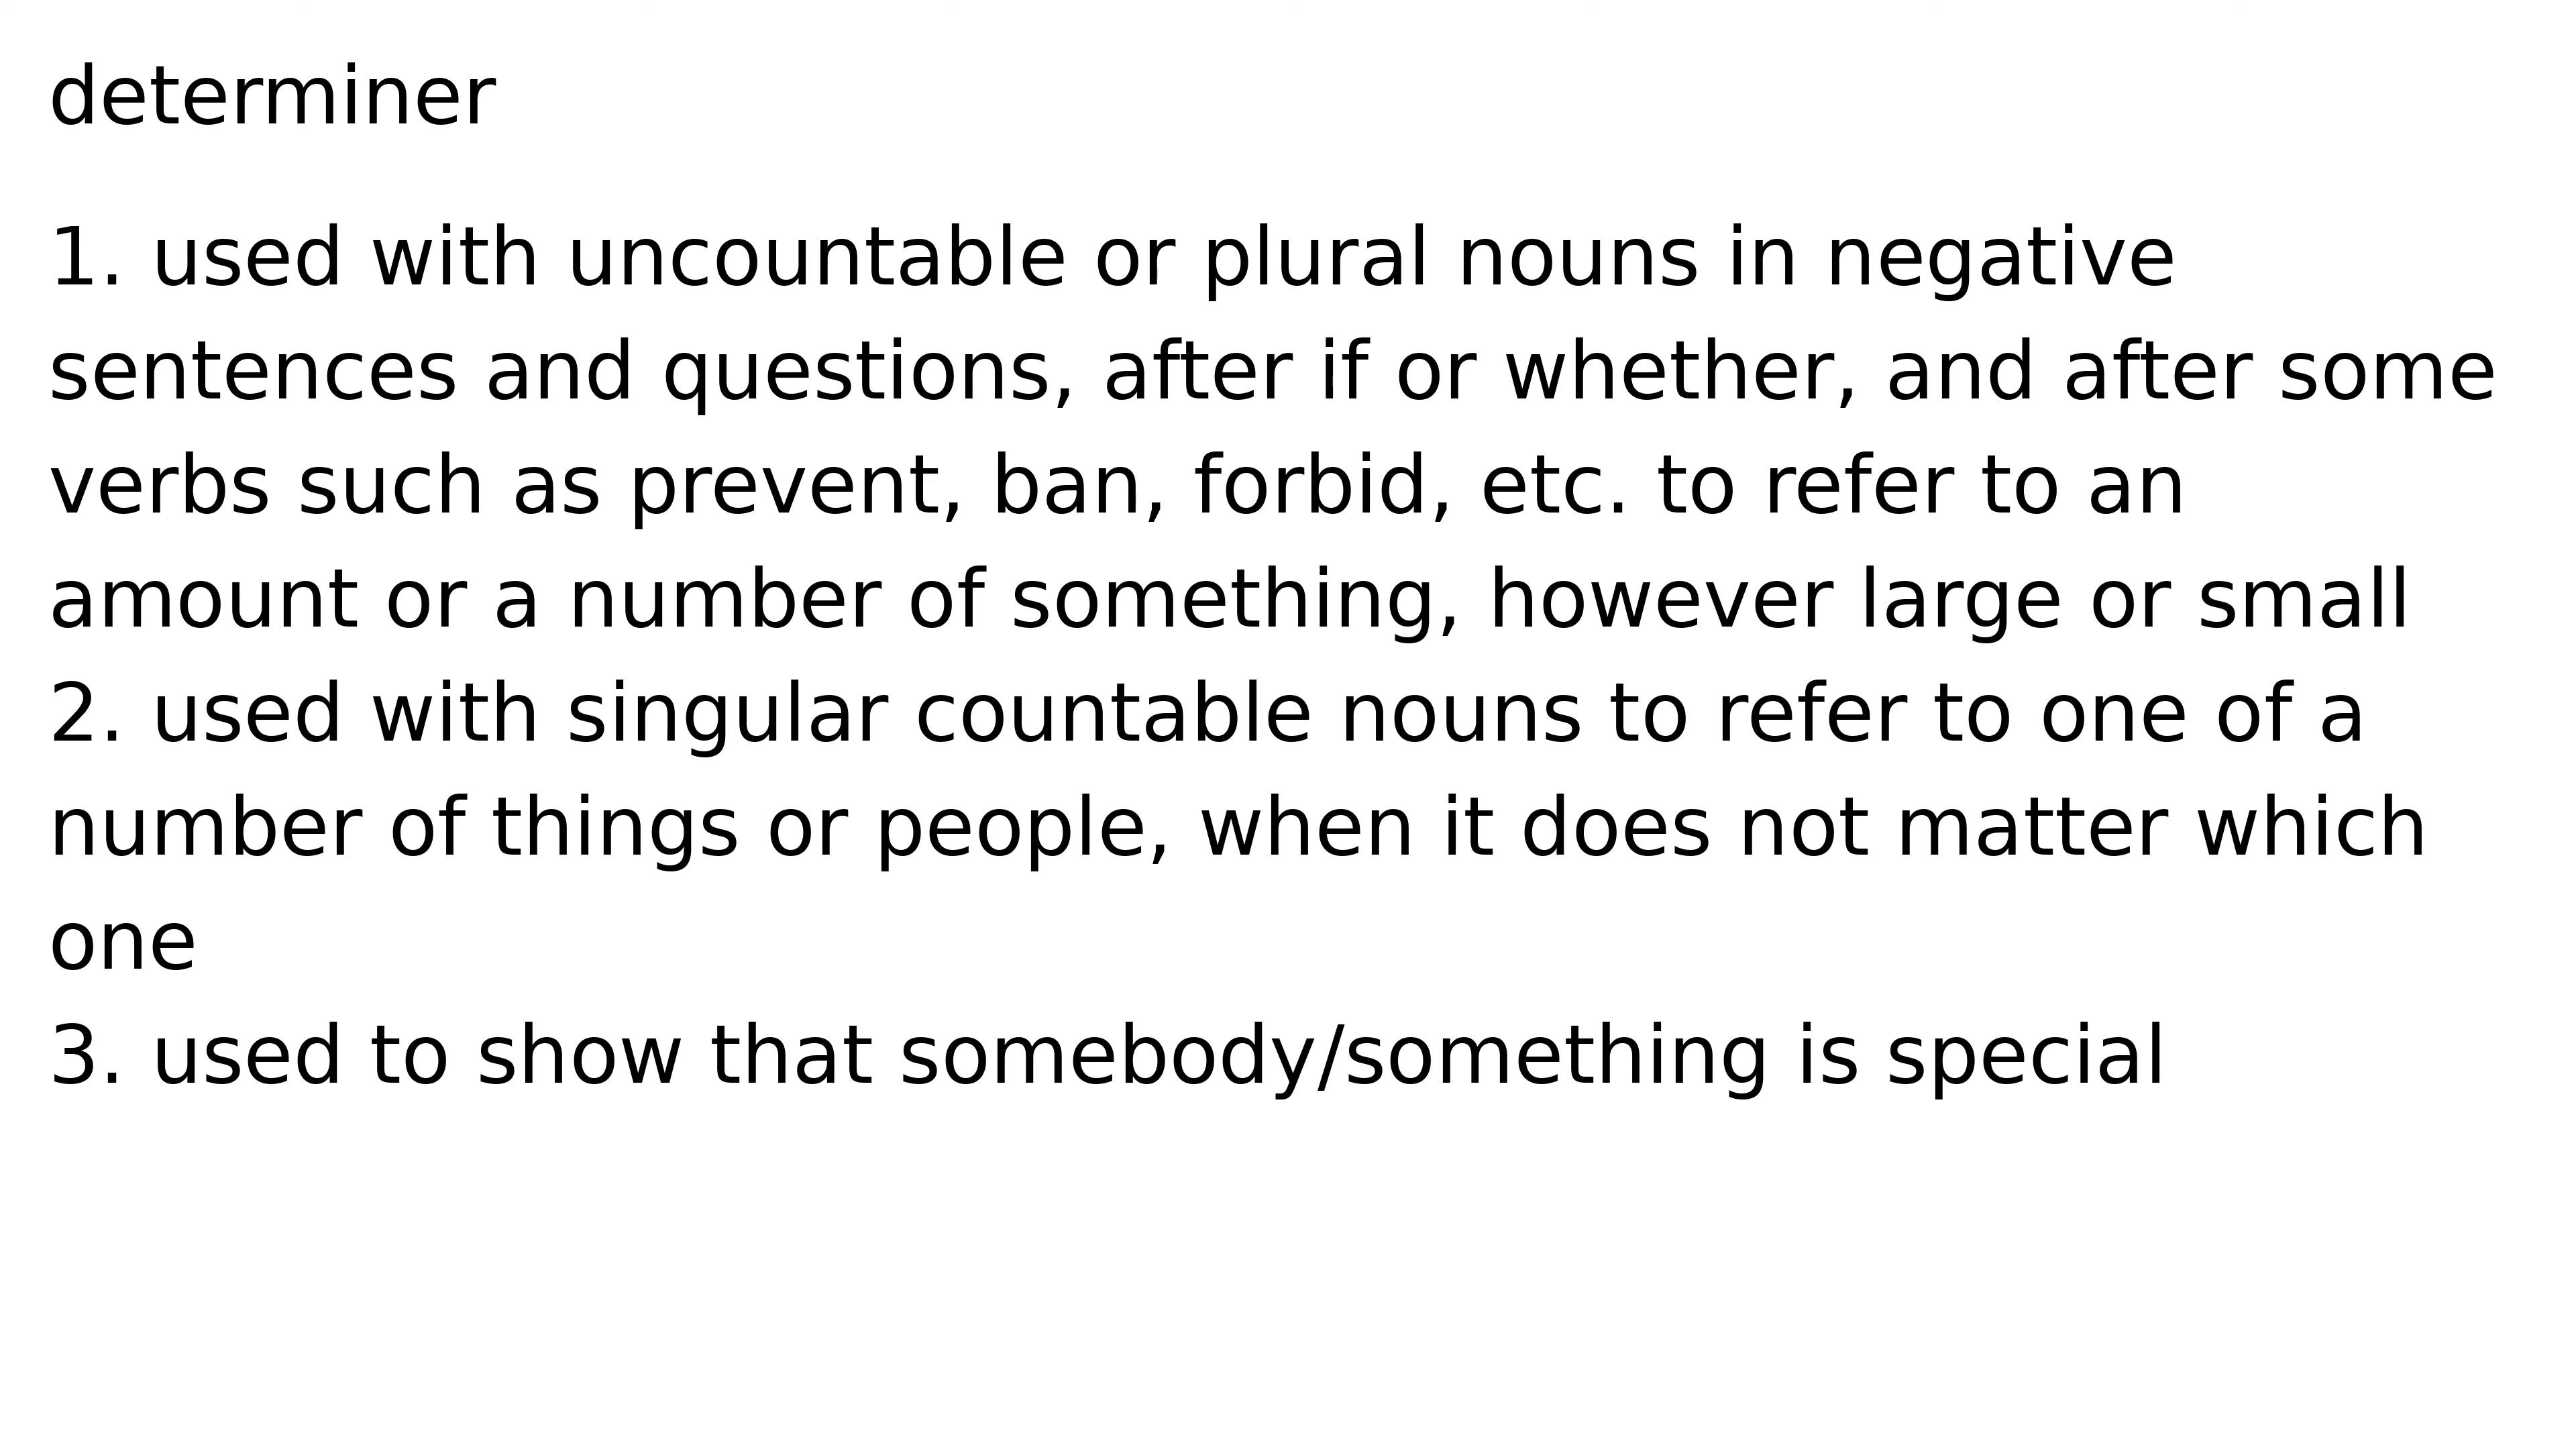 determiner
1. used with uncountable or plural nouns in negative
sentences and questions, after if or whether, and after some
verbs such as prevent, ban, forbid, etc. to refer to an
amount or a number of something, however large or small
2. used with singular countable nouns to refer to one of a
number of things or people, when it does not matter which
one
3. used to show that somebody/something is special